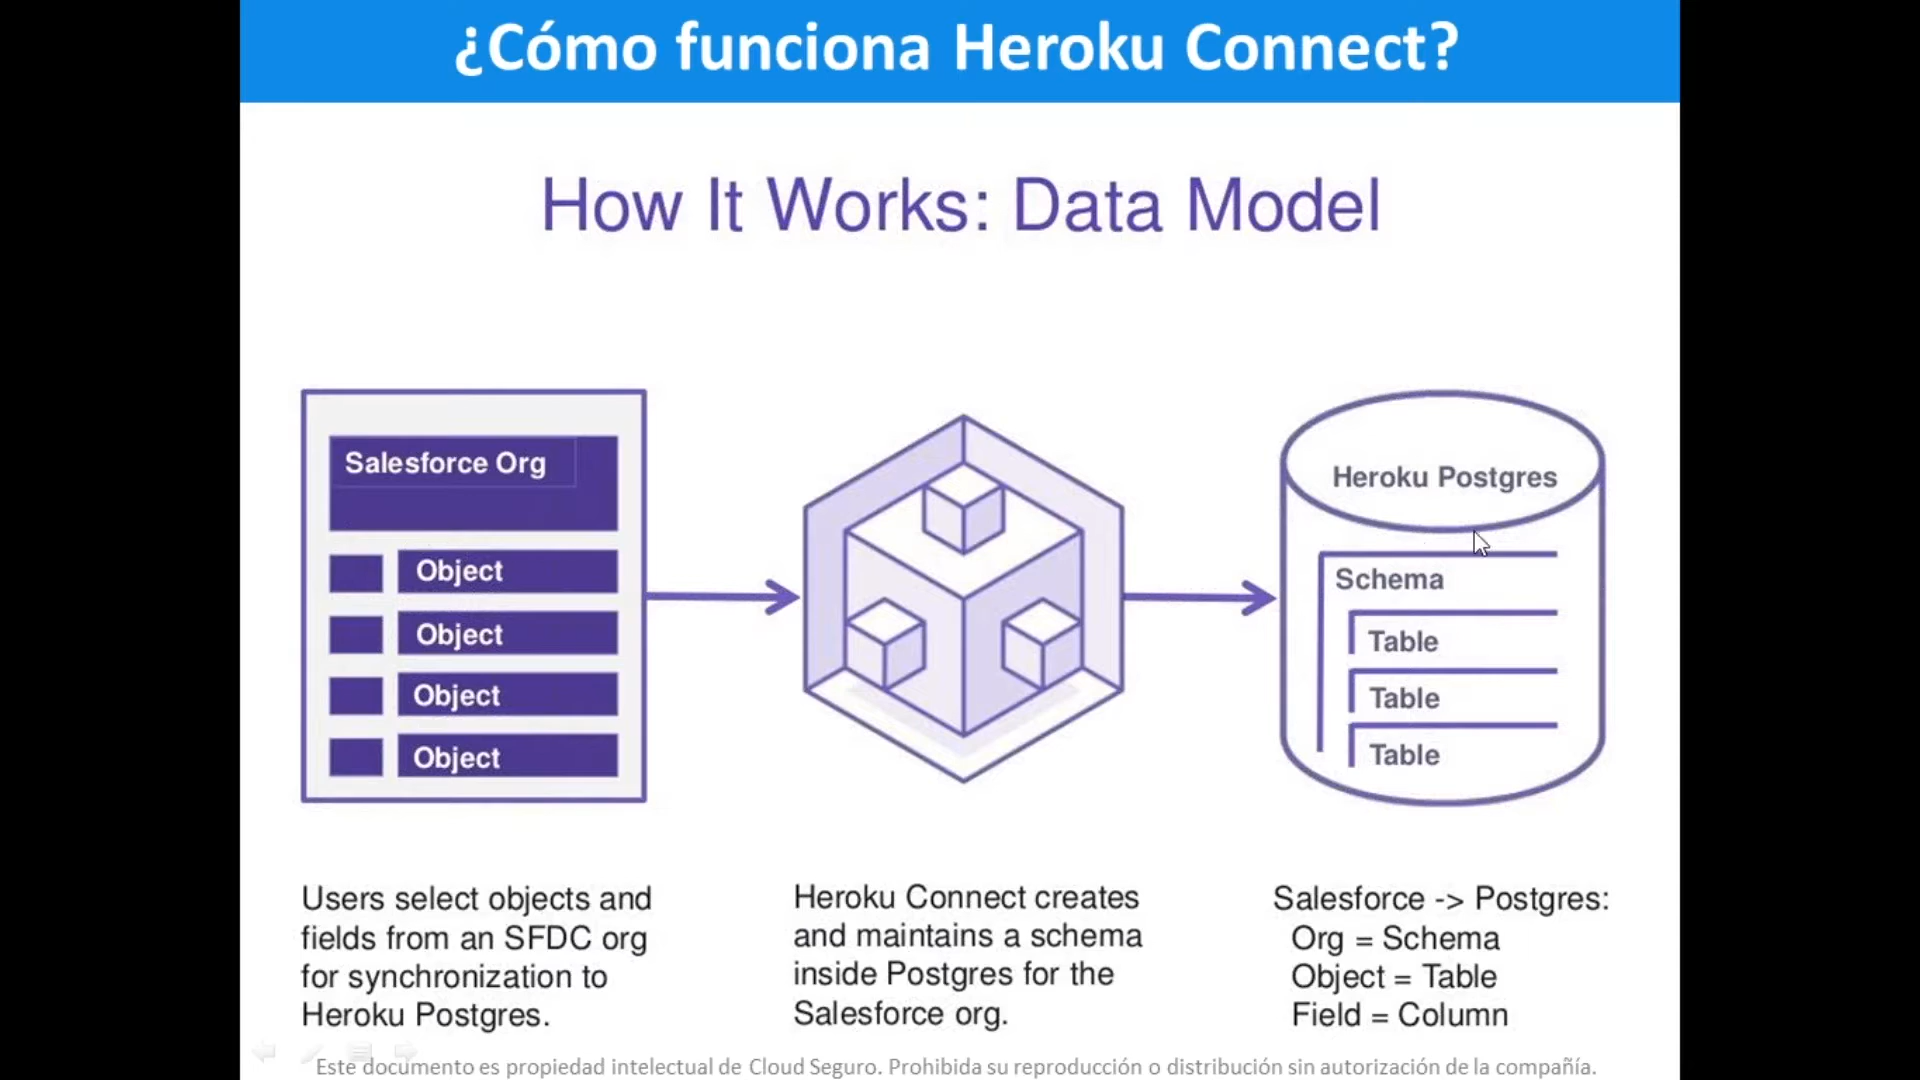 ¿Cómo funciona Heroku Connect?
How It Works: Data Model
Salesforce Org
Object
Object
Object
Object
Heroku Postgres
Schema
Table
Table
Table
Users select objects and
fields from an SFDC org
for synchronization to
Heroku Postgres.
Heroku Connect creates
and maintains a schema
inside Postgres for the
Salesforce org.
Salesforce -> Postgres:
Org = Schema
Object = Table
Field = Column
Este documento es propiedad intelectual de Cloud Seguro. Prohibida su reproducción o distribución sin autorización de la compañía.